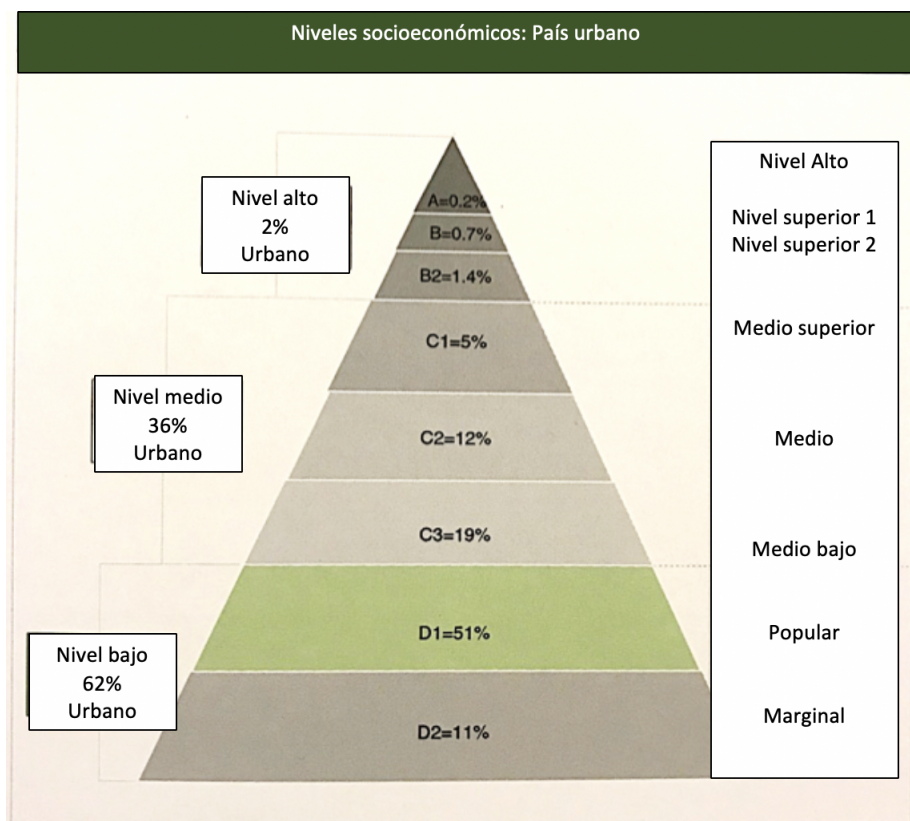 Niveles socioeconómicos: País urbano
Nivel alto
2%
Urbano
Nivel medio
36%
Urbano
Nivel bajo
62%
Urbano
A=0.2%
B=0.7%
B2=1.4%
C1=5%
C2=12%
C3=19%
D1=51%
D2=11%
Nivel Alto
Nivel superior 1
Nivel superior 2
Medio superior
Medio
Medio bajo
Popular
Marginal